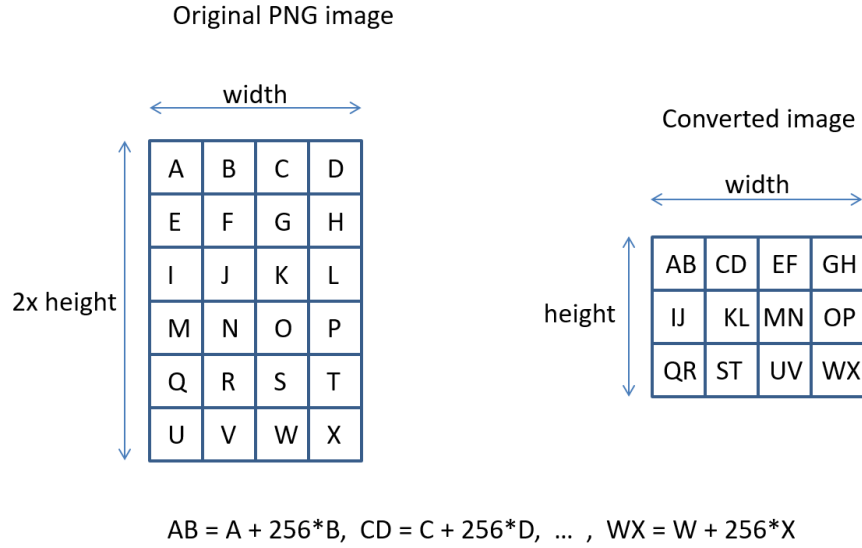 Original PNG image
width
2x height
A B C D
E F G H
I J K L
M N O P
Q R S T
U V W X
Converted image
width
height
AB CD EF GH
IJ KL MN OP
QR ST UV WX
AB = A + 256*B, CD = C + 256*D, ... , WX = W + 256*X